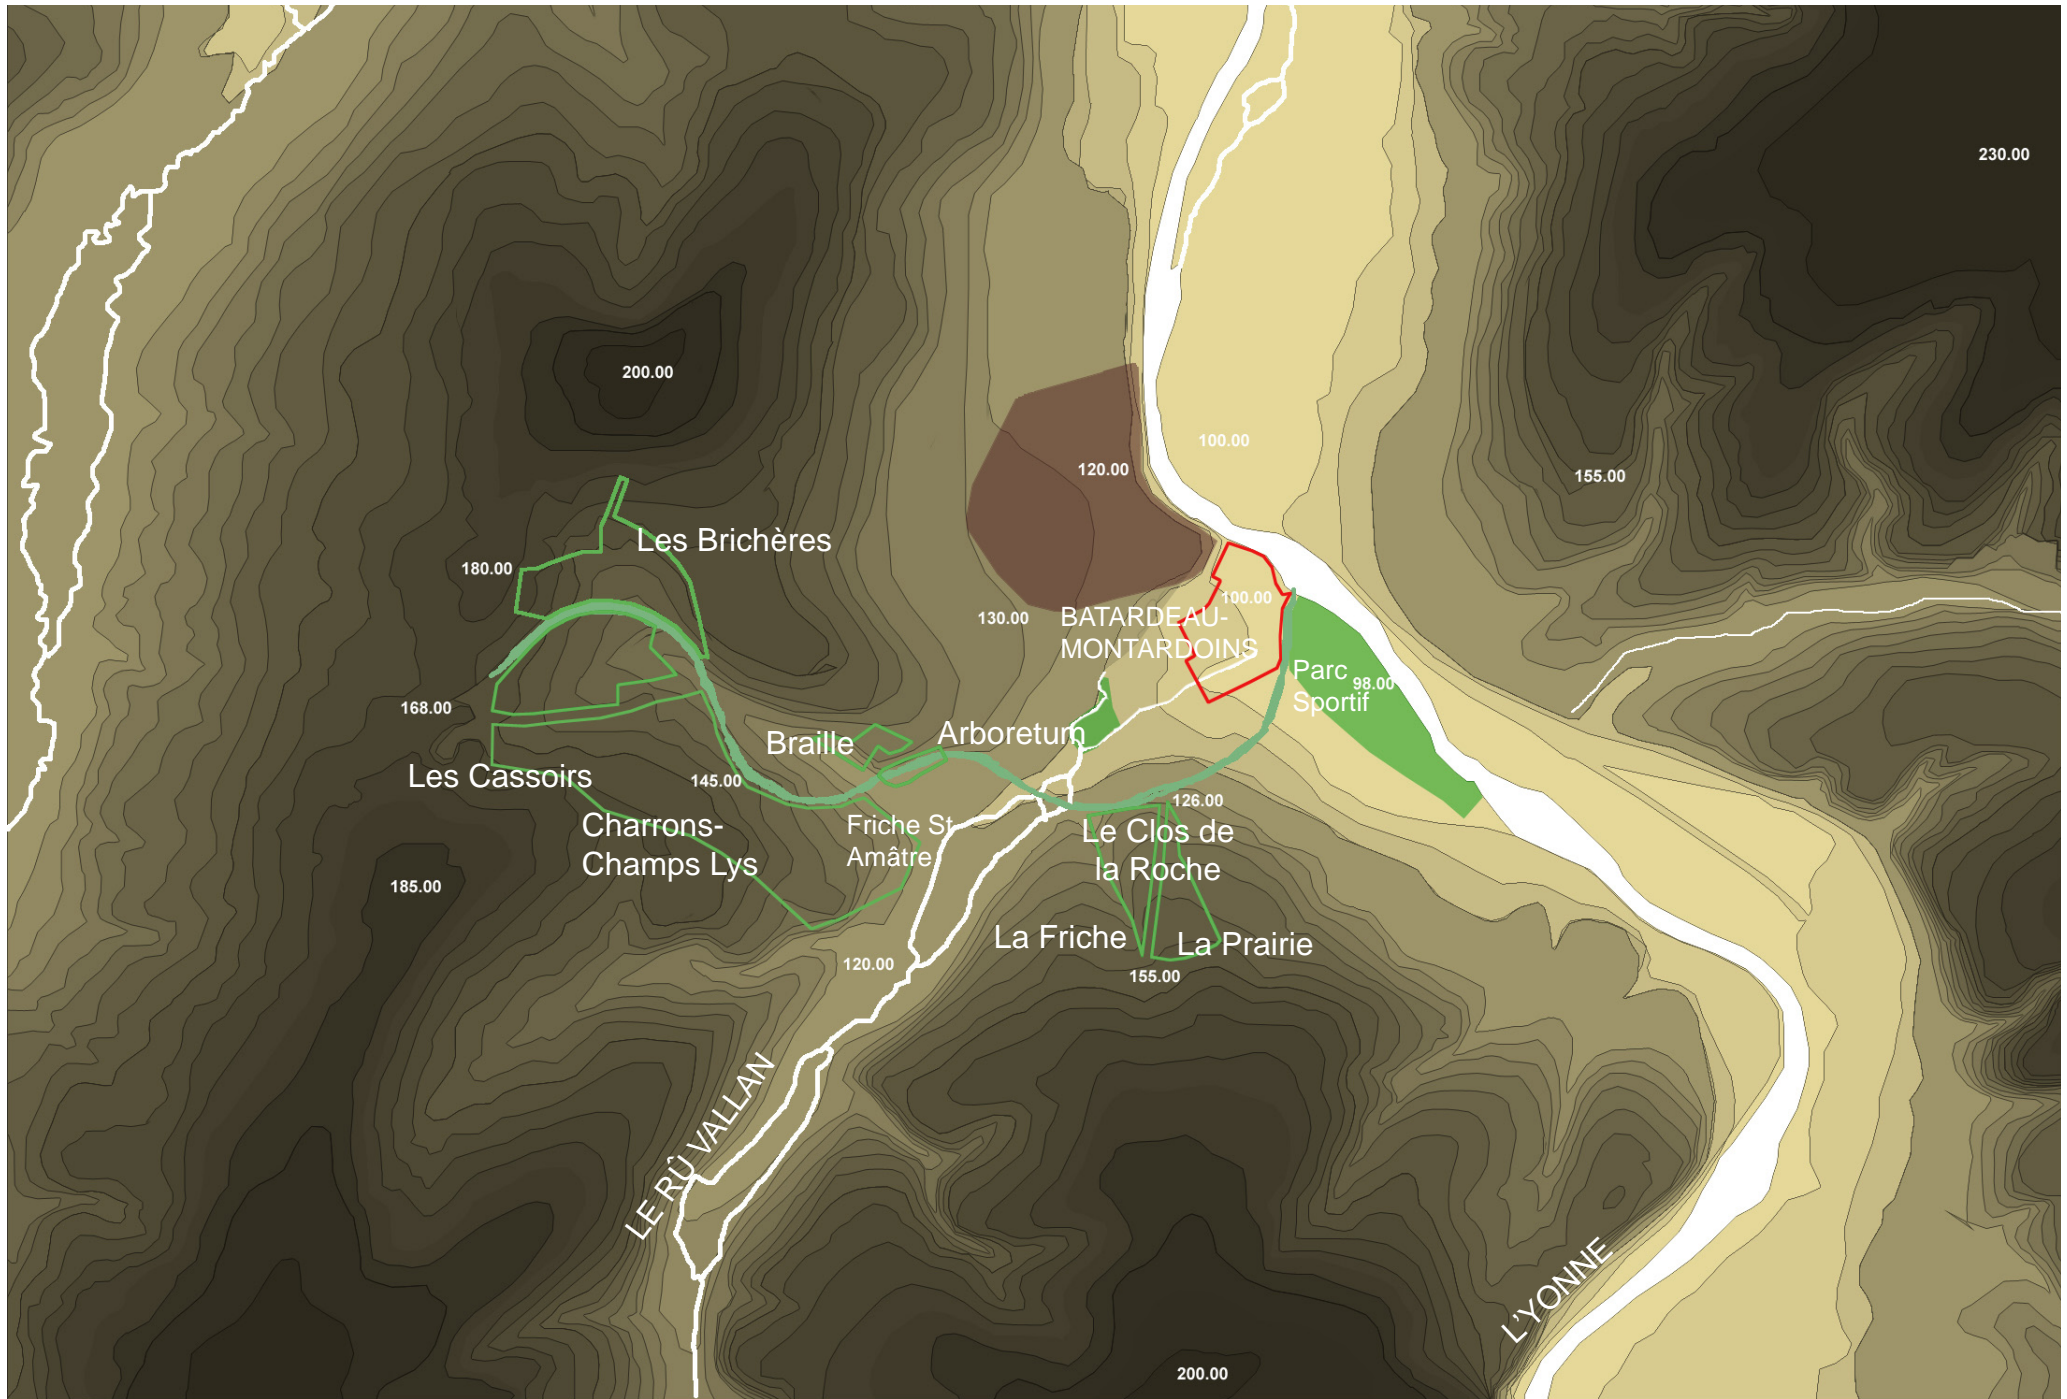 230.00
200.00
100.00
120.00
155.00
Les Brichères
180.00
100.00
130.00
BATARDEAU-
MONTARDOINS
Parc
Sportif
98.00
168.00
Braille
Arboretum
Les Cassoirs
145.00
126.00
Charrons-
Champs Lys
Friche St
Amâtre
Le Clos de
la Roche
185.00
La Friche
La Prairie
120.00
155.00
LE RÛ VALLAN
L'YONNE
200.00